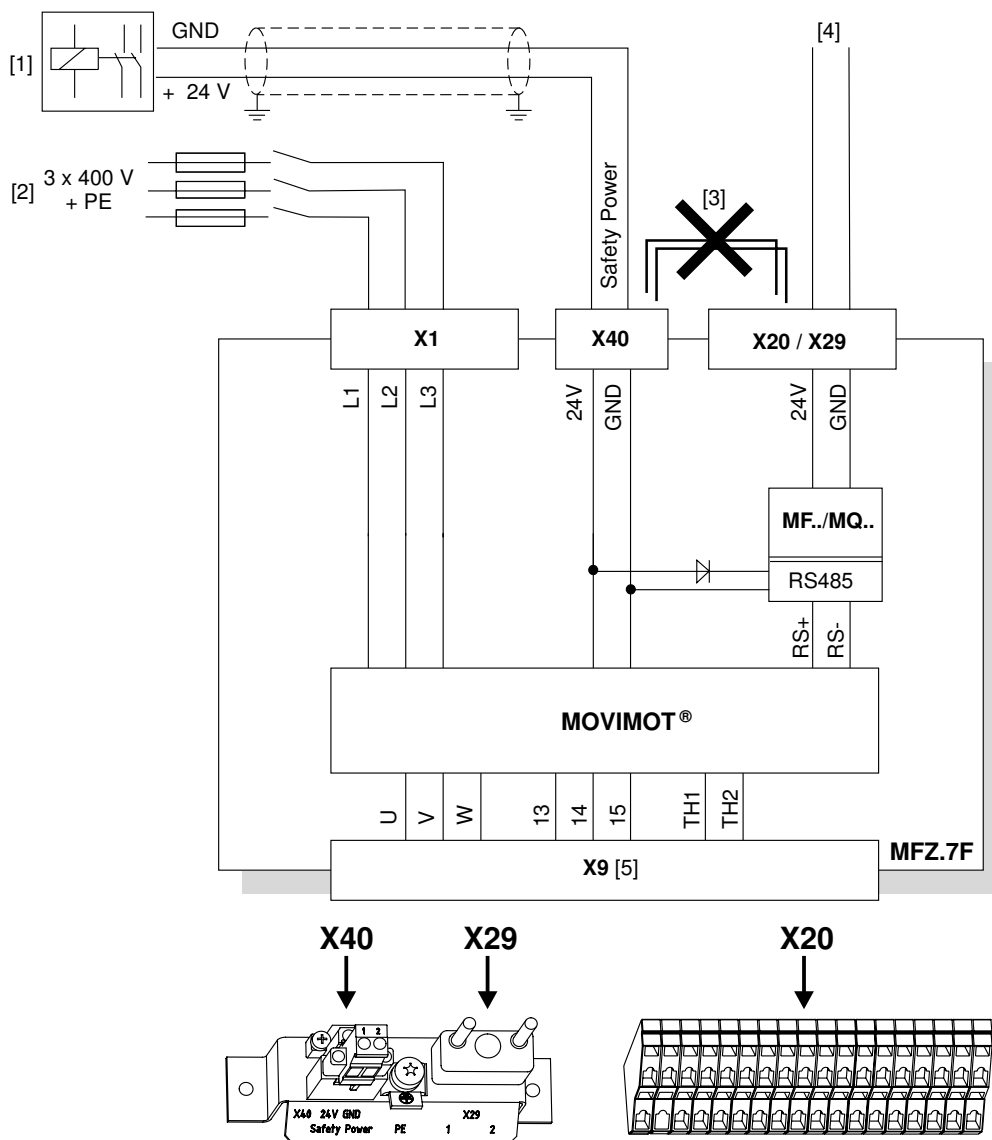 GND
[4]
[1]
+ 24 V
[3]
[2]
3 x 400 V
+ PE
Safety Power
X1
X40
X20 / X29
L1
L2
L3
24V
GND
24V
GND
MF../MQ..
RS485
RS+
RS-
MOVIMOT®
U
V
W
13
14
15
TH1
TH2
MFZ.7F
X9 [5]
X40
X29
X20
1 2
X40 24V GND X29
Safety Power PE 1 2